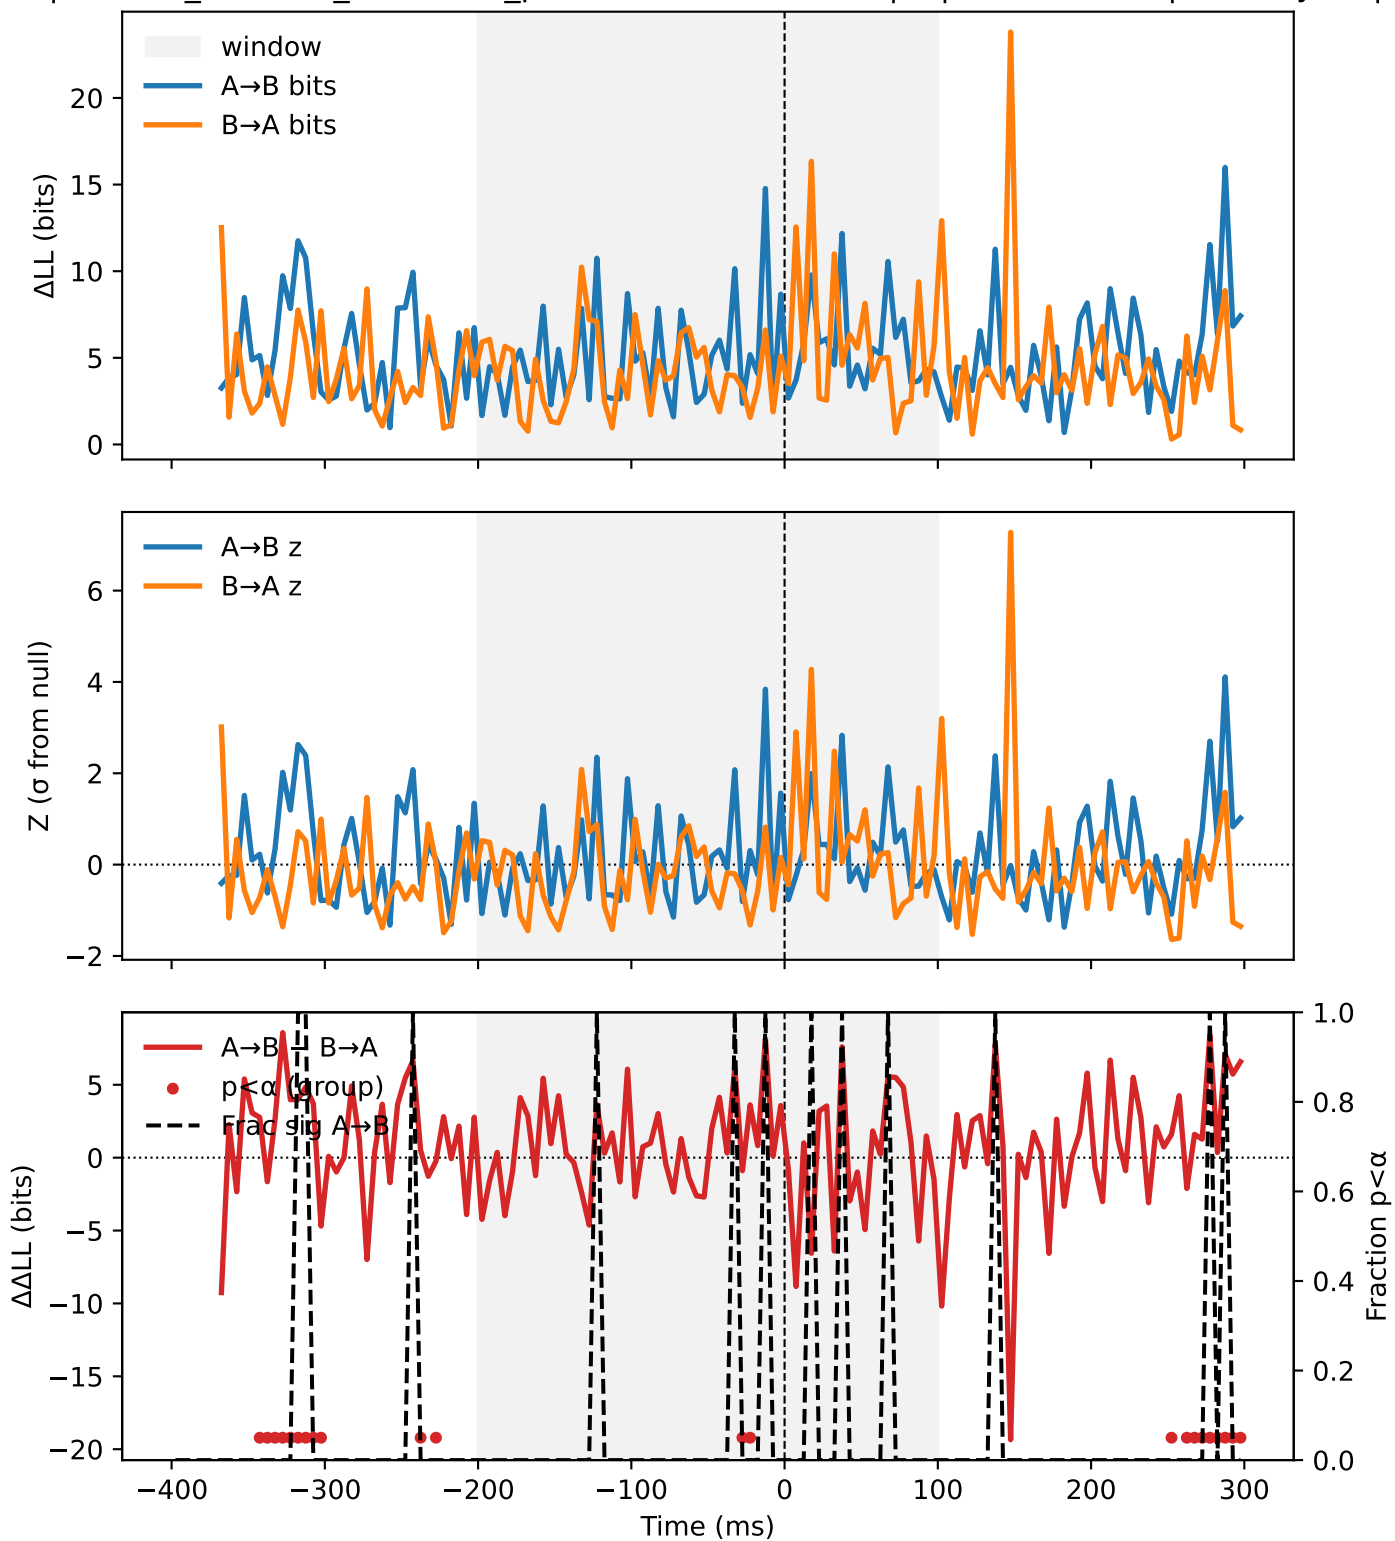 window
A→B bits
B→A bits
ΔLL (bits)
20
15
10
5
0
A→B z
B→A z
Z (σ from null)
6
4
2
0
−2
A→B − B→A
p<α (group)
Frac sig A→B
ΔΔLL (bits)
5
0
−5
−10
−15
−20
1.0
0.8
0.6
0.4
0.2
0.0
Fraction p<α
−400
−300
−200
−100
0
100
200
300
Time (ms)